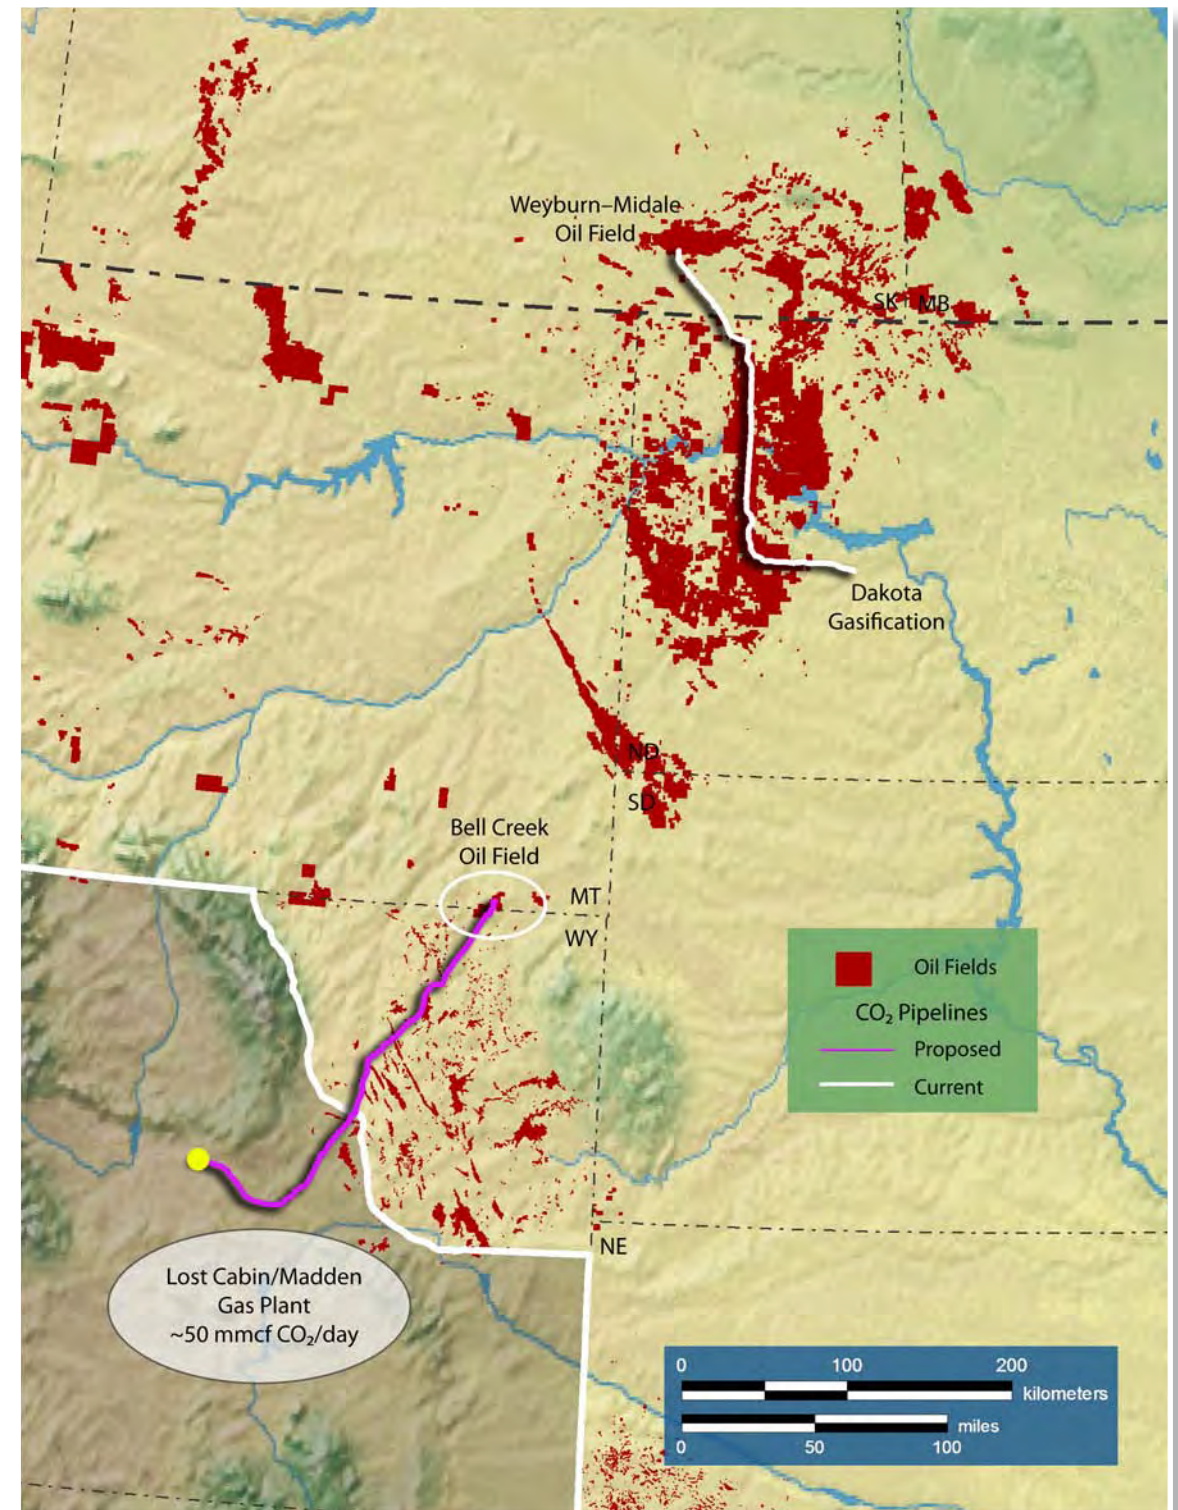 Weyburn–Midale
Oil Field
SK
MB
Dakota
Gasification
ND
SD
Bell Creek
Oil Field
MT
WY
Oil Fields
CO₂ Pipelines
Proposed
Current
NE
Lost Cabin/Madden
Gas Plant
~50 mmcf CO₂/day
0 100 200
kilometers
miles
0 50 100